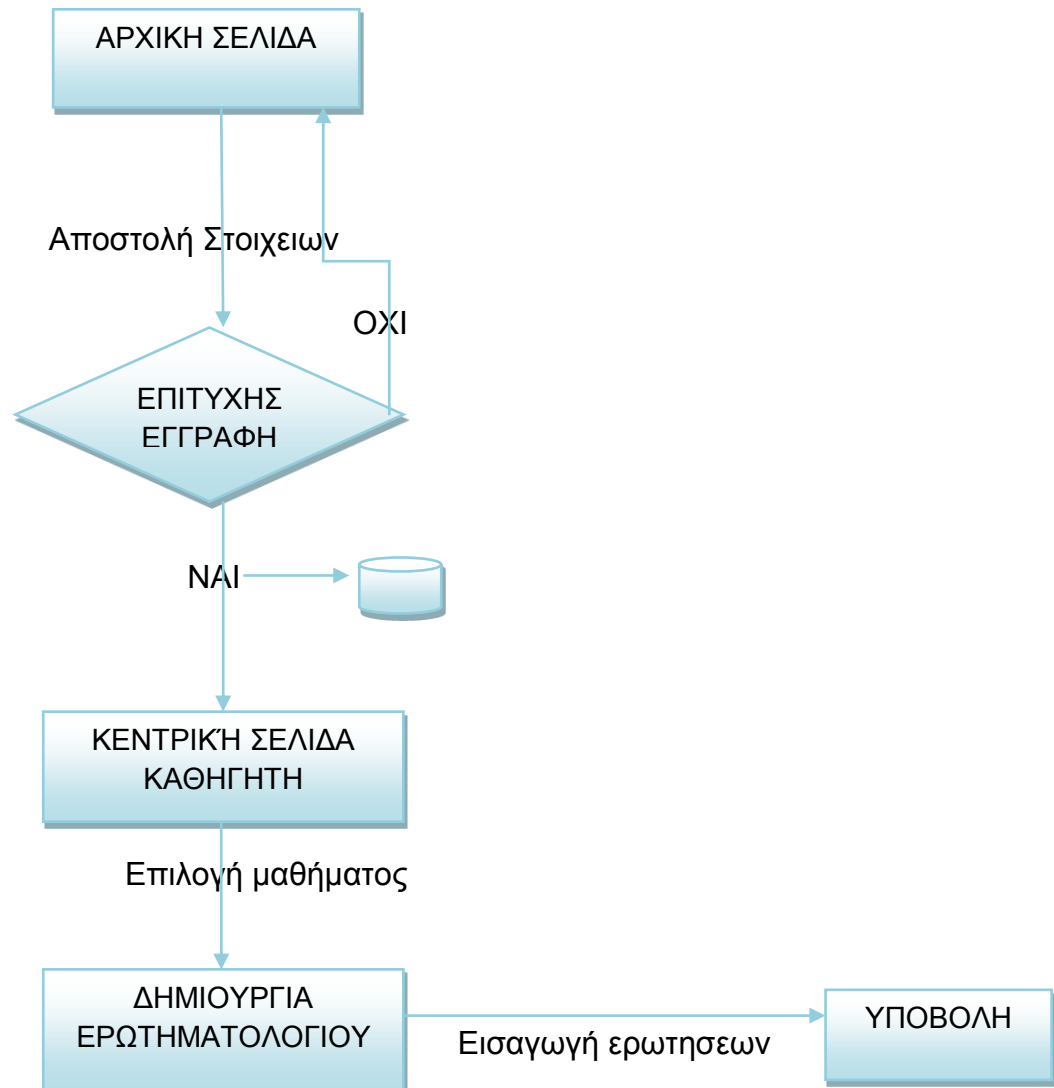 ΑΡΧΙΚΗ ΣΕΛΙΔΑ
Αποστολή Στοιχειων
ΟΧΙ
ΕΠΙΤΥΧΗΣ
ΕΓΓΡΑΦΗ
ΝΑΙ
ΚΕΝΤΡΙΚΉ ΣΕΛΙΔΑ
ΚΑΘΗΓΗΤΗ
Επιλογή μαθήματος
ΔΗΜΙΟΥΡΓΙΑ
ΕΡΩΤΗΜΑΤΟΛΟΓΙΟΥ
Εισαγωγή ερωτησεων
ΥΠΟΒΟΛΗ